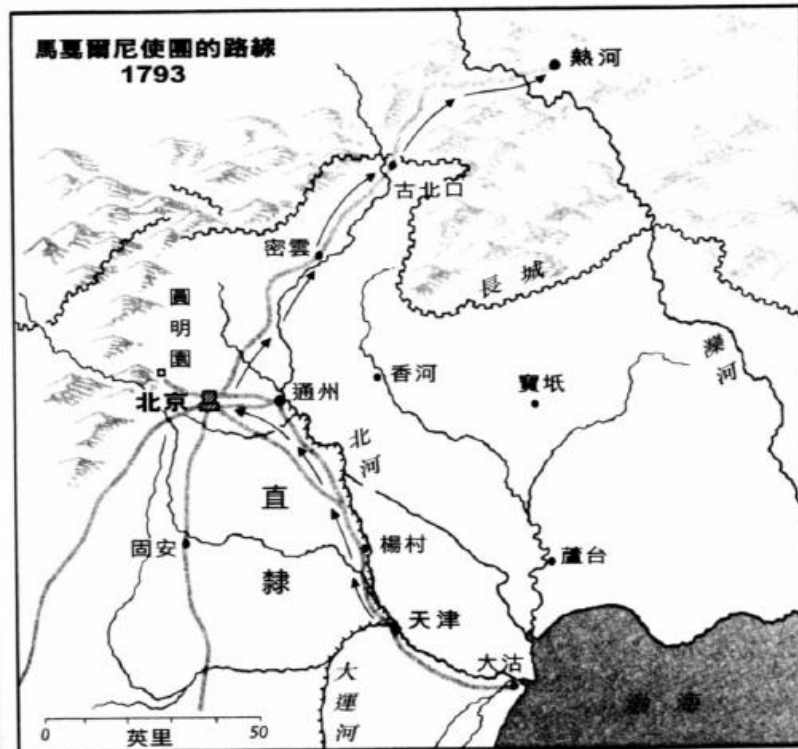 馬戛爾尼使團的路線
1793
熱河
古北口
密雲
長城
圓明園
灤河
香河
寶坻
北京
通州
北河
直隸
楊村
固安
蘆台
天津
大沽
大運河
渤海
0 50
英里